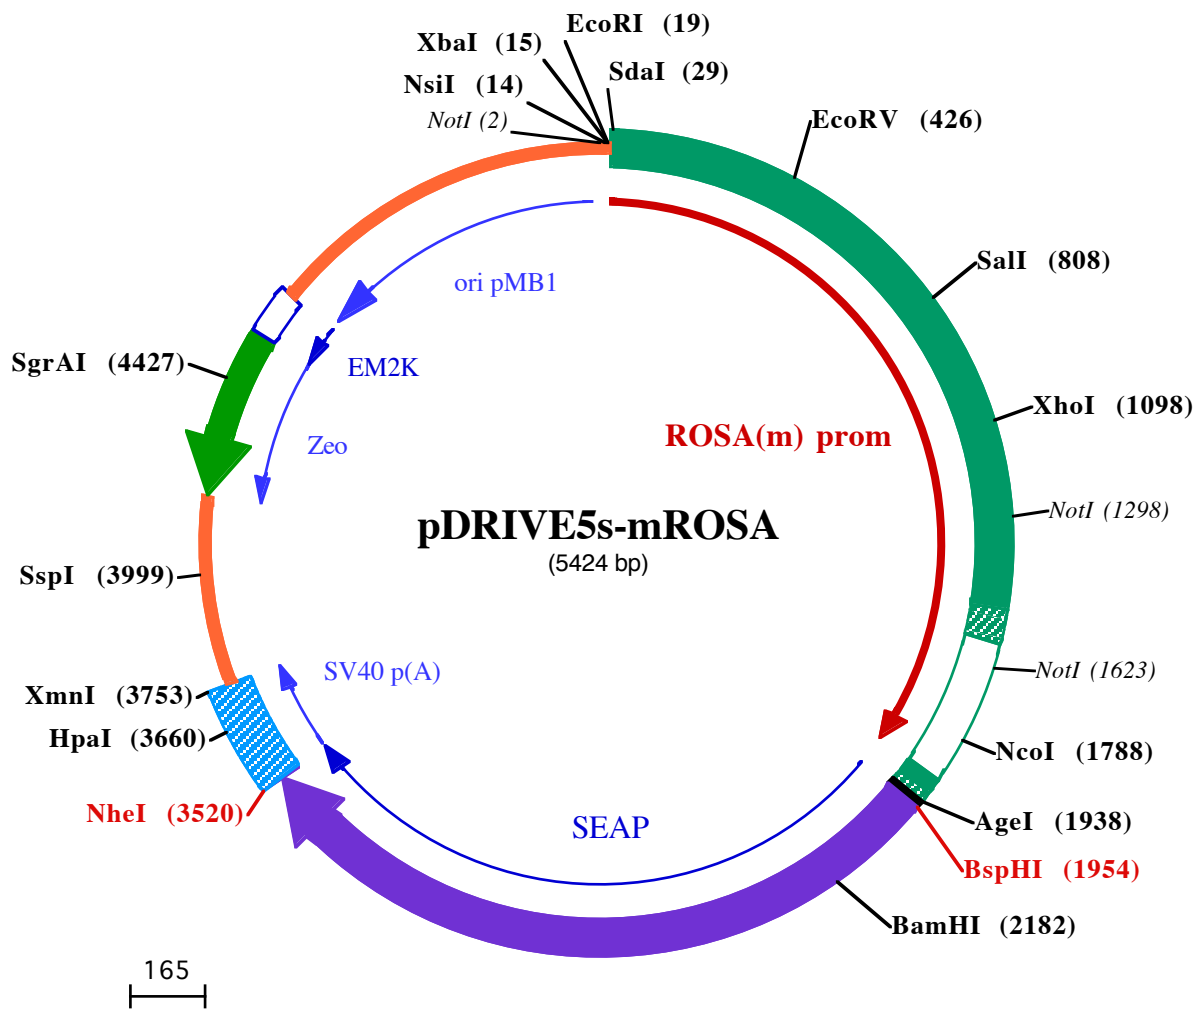 EcoRI (19)
XbaI (15)
SdaI (29)
NsiI (14)
NotI (2)
EcoRV (426)
SalI (808)
ori pMB1
SgrAI (4427)
EM2K
XhoI (1098)
ROSA(m) prom
Zeo
NotI (1298)
pDRIVE5s-mROSA
(5424 bp)
SspI (3999)
SV40 p(A)
NotI (1623)
XmnI (3753)
HpaI (3660)
NcoI (1788)
NheI (3520)
SEAP
AgeI (1938)
BspHI (1954)
BamHI (2182)
165